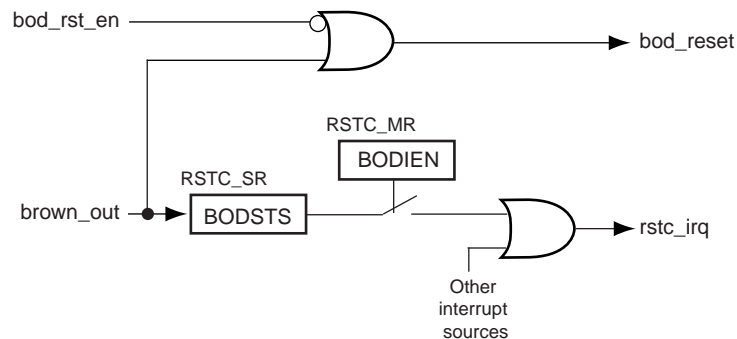 bod_rst_en
bod_reset
RSTC_MR
BODIEN
RSTC_SR
brown_out
BODSTS
rstc_irq
Other
interrupt
sources